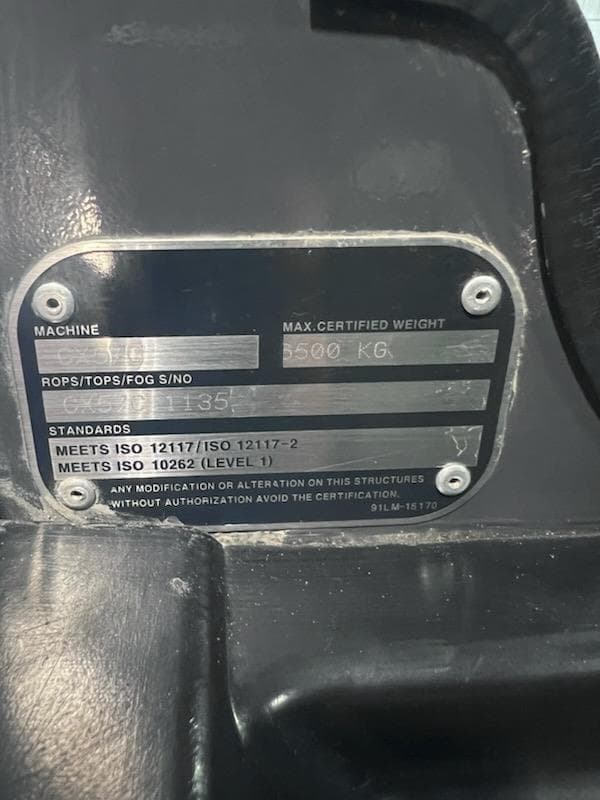 MACHINE
MAX.CERTIFIED WEIGHT
CX57C
5500 KG
ROPS/TOPS/FOG S/NO
STANDARDS
MEETS ISO 12117/ISO 12117-2
MEETS ISO 10262 (LEVEL 1)
ANY MODIFICATION OR ALTERATION ON THIS STRUCTURES
WITHOUT AUTHORIZATION AVOID THE CERTIFICATION.
91LM-15170